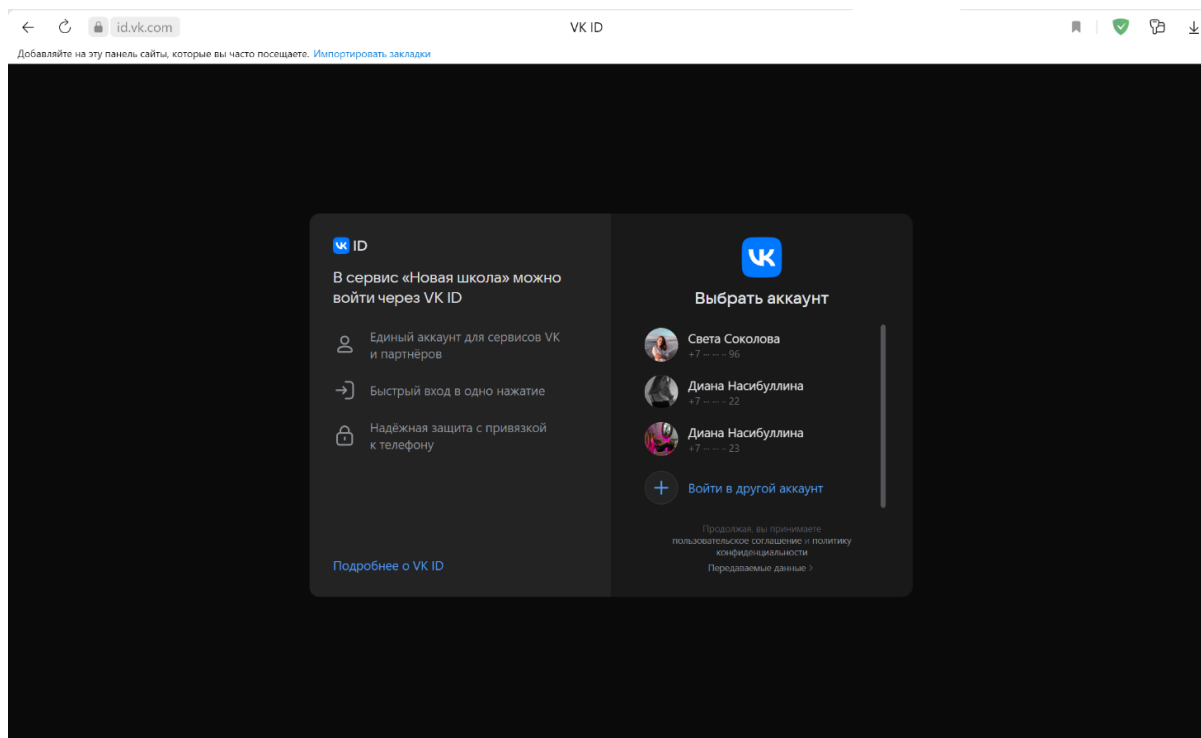 id.vk.com
VK ID
Добавляйте на эту панель сайты, которые вы часто посещаете. Импортировать закладки
VK ID
В сервис «Новая школа» можно
войти через VK ID
Единый аккаунт для сервисов VK
и партнёров
Быстрый вход в одно нажатие
Надёжная защита с привязкой
к телефону
Подробнее о VK ID
VK
Выбрать аккаунт
Света Соколова
+7 ··· ··· ·· 96
Диана Насибуллина
+7 ··· ··· ·· 22
Диана Насибуллина
+7 ··· ··· ·· 23
Войти в другой аккаунт
Продолжая, вы принимаете
пользовательское соглашение и политику
конфиденциальности
Передаваемые данные >